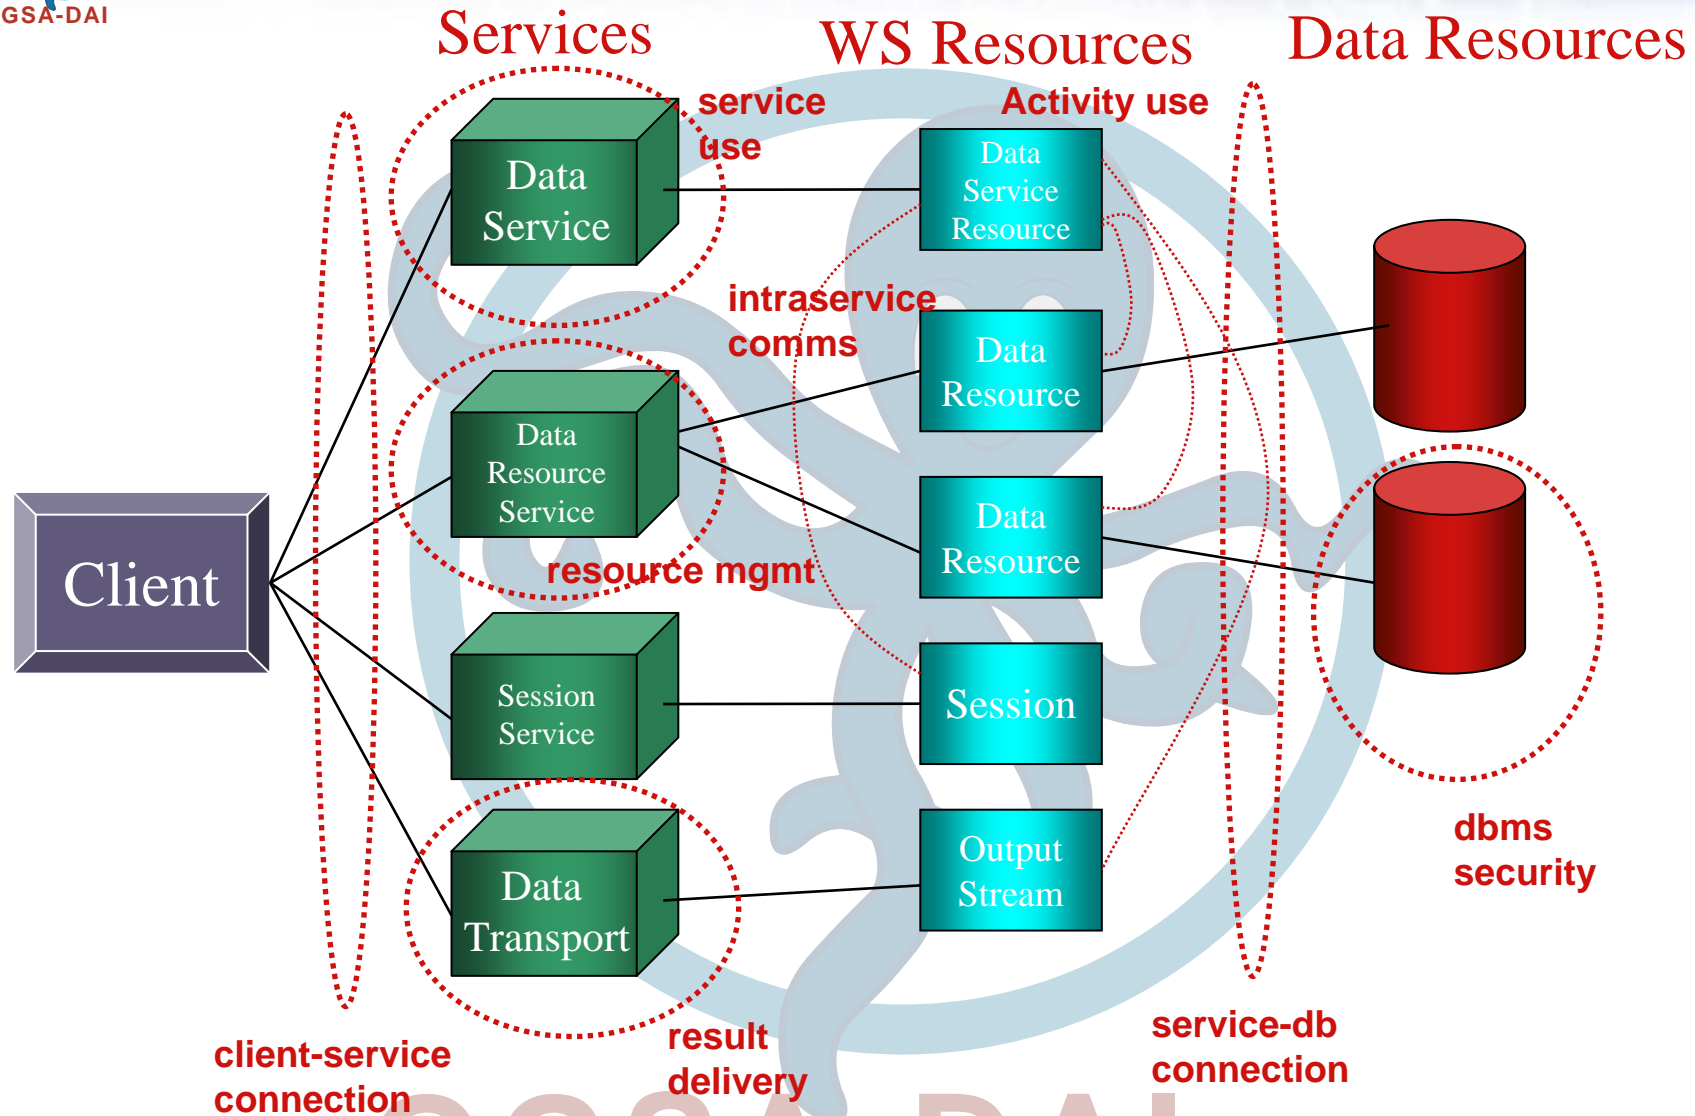 GSA-DAI
Services
WS Resources
Data Resources
service
use
Activity use
Data
Service
Data
Service
Resource
intraservice
comms
Data
Resource
Data
Resource
Service
Data
Resource
resource mgmt
Client
Session
Service
Session
dbms
security
Output
Stream
Data
Transport
client-service
connection
result
delivery
service-db
connection
OGSA-DAI